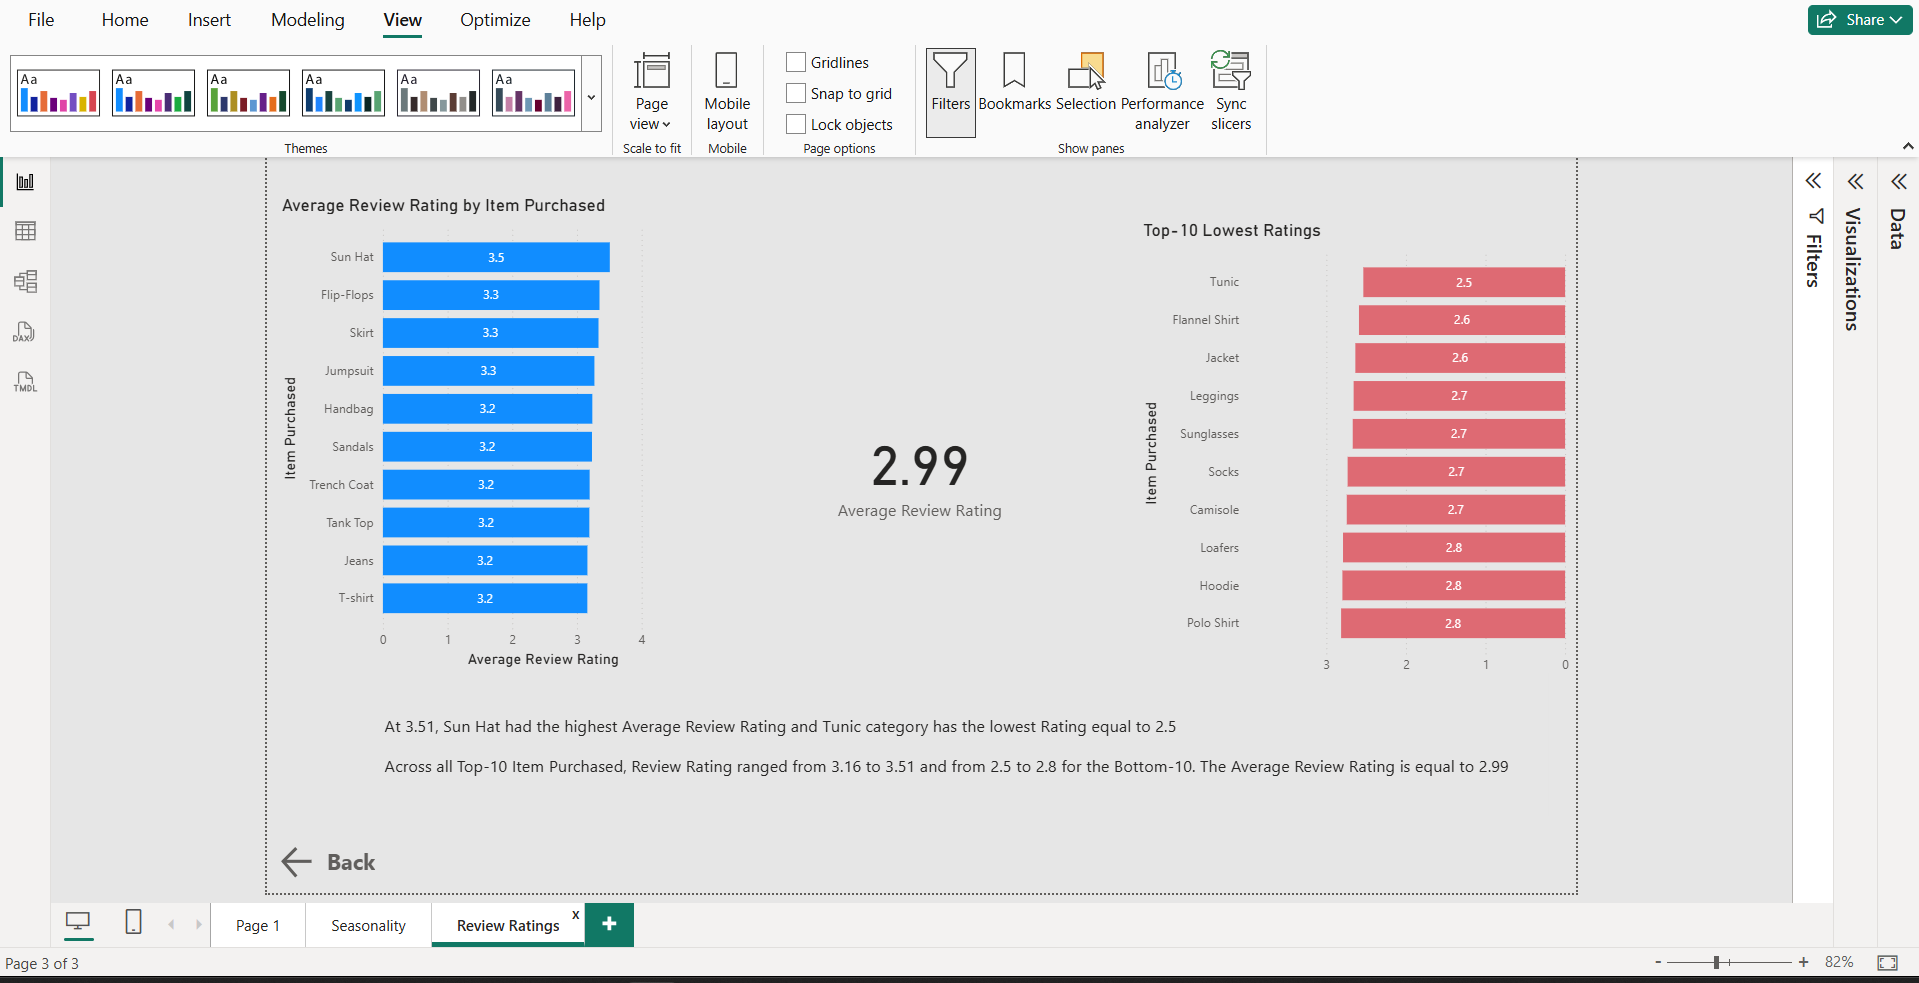 File Home Insert Modeling View Optimize Help Share
Aa Aa Aa Aa Aa Aa
Themes
Page view
Scale to fit
Mobile layout
Mobile
Gridlines
Snap to grid
Lock objects
Page options
Filters Bookmarks Selection Performance analyzer Sync slicers
Show panes
DAX
TMDL
Average Review Rating by Item Purchased
Item Purchased
Sun Hat 3.5
Flip-Flops 3.3
Skirt 3.3
Jumpsuit 3.3
Handbag 3.2
Sandals 3.2
Trench Coat 3.2
Tank Top 3.2
Jeans 3.2
T-shirt 3.2
0 1 2 3 4
Average Review Rating
2.99
Average Review Rating
Top-10 Lowest Ratings
Item Purchased
Tunic 2.5
Flannel Shirt 2.6
Jacket 2.6
Leggings 2.7
Sunglasses 2.7
Socks 2.7
Camisole 2.7
Loafers 2.8
Hoodie 2.8
Polo Shirt 2.8
3 2 1 0
At 3.51, Sun Hat had the highest Average Review Rating and Tunic category has the lowest Rating equal to 2.5
Across all Top-10 Item Purchased, Review Rating ranged from 3.16 to 3.51 and from 2.5 to 2.8 for the Bottom-10. The Average Review Rating is equal to 2.99
Back
Filters
Visualizations
Data
Page 1 Seasonality Review Ratings x +
Page 3 of 3
- + 82%